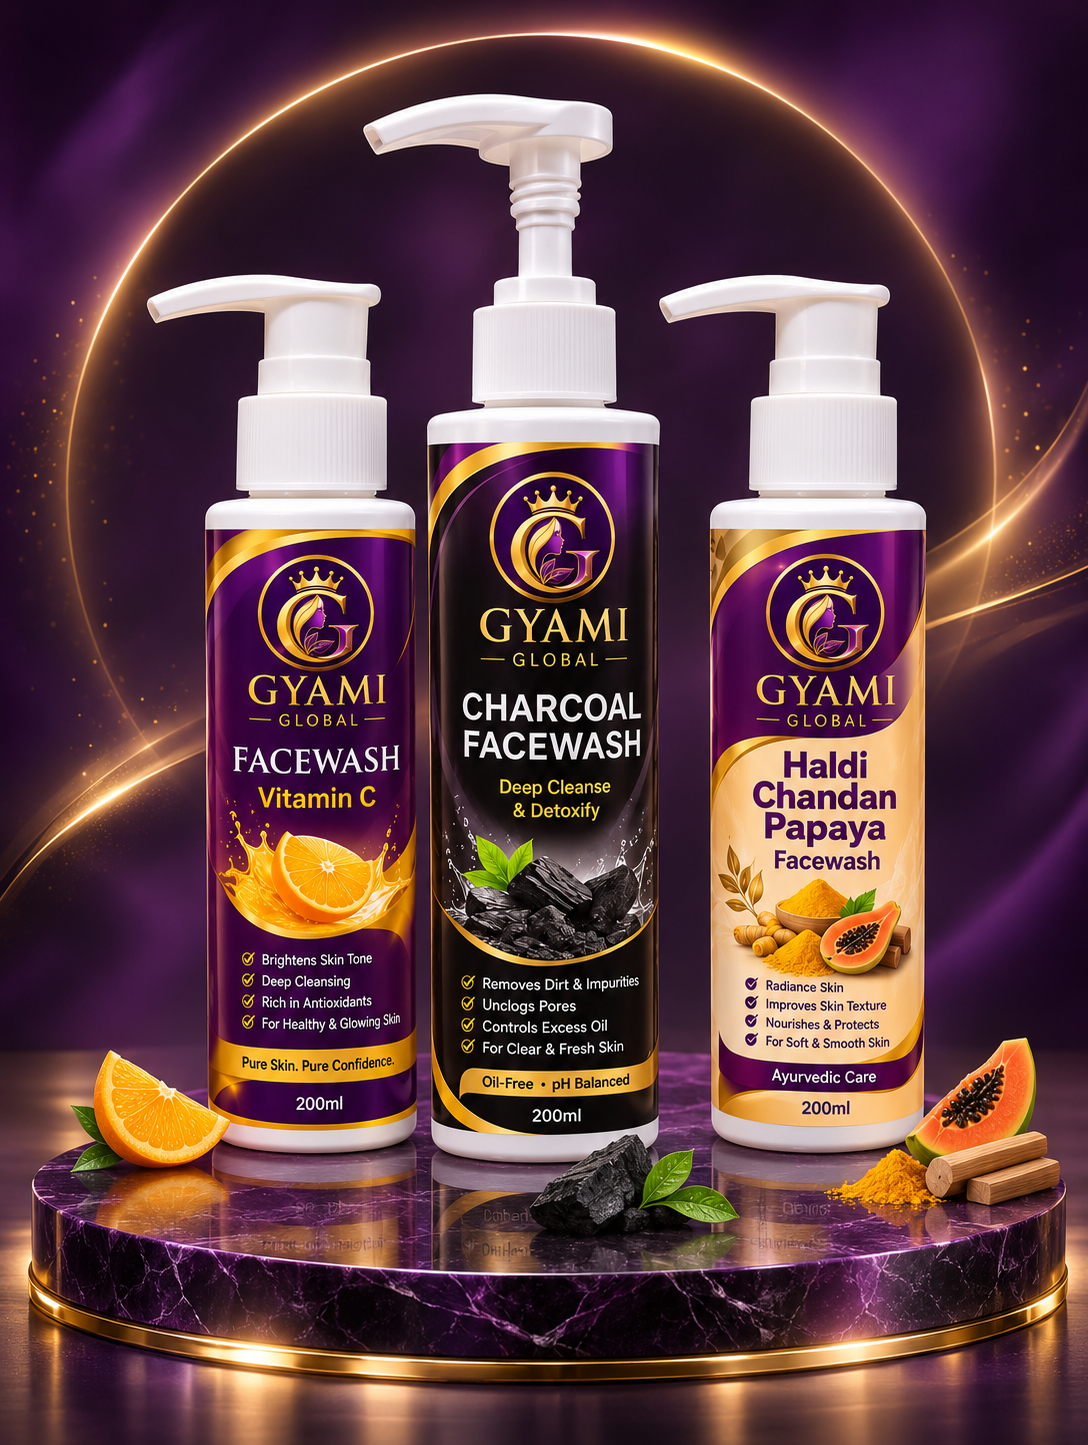 GYAMI
GLOBAL
FACEWASH
Vitamin C
Brightens Skin Tone
Deep Cleansing
Rich in Antioxidants
For Healthy & Glowing Skin
Pure Skin. Pure Confidence.
200ml
GYAMI
GLOBAL
CHARCOAL
FACEWASH
Deep Cleanse
& Detoxify
Removes Dirt & Impurities
Unclogs Pores
Controls Excess Oil
For Clear & Fresh Skin
Oil-Free • pH Balanced
200ml
GYAMI
GLOBAL
Haldi
Chandan
Papaya
Facewash
Radiance Skin
Improves Skin Texture
Nourishes & Protects
For Soft & Smooth Skin
Ayurvedic Care
200ml